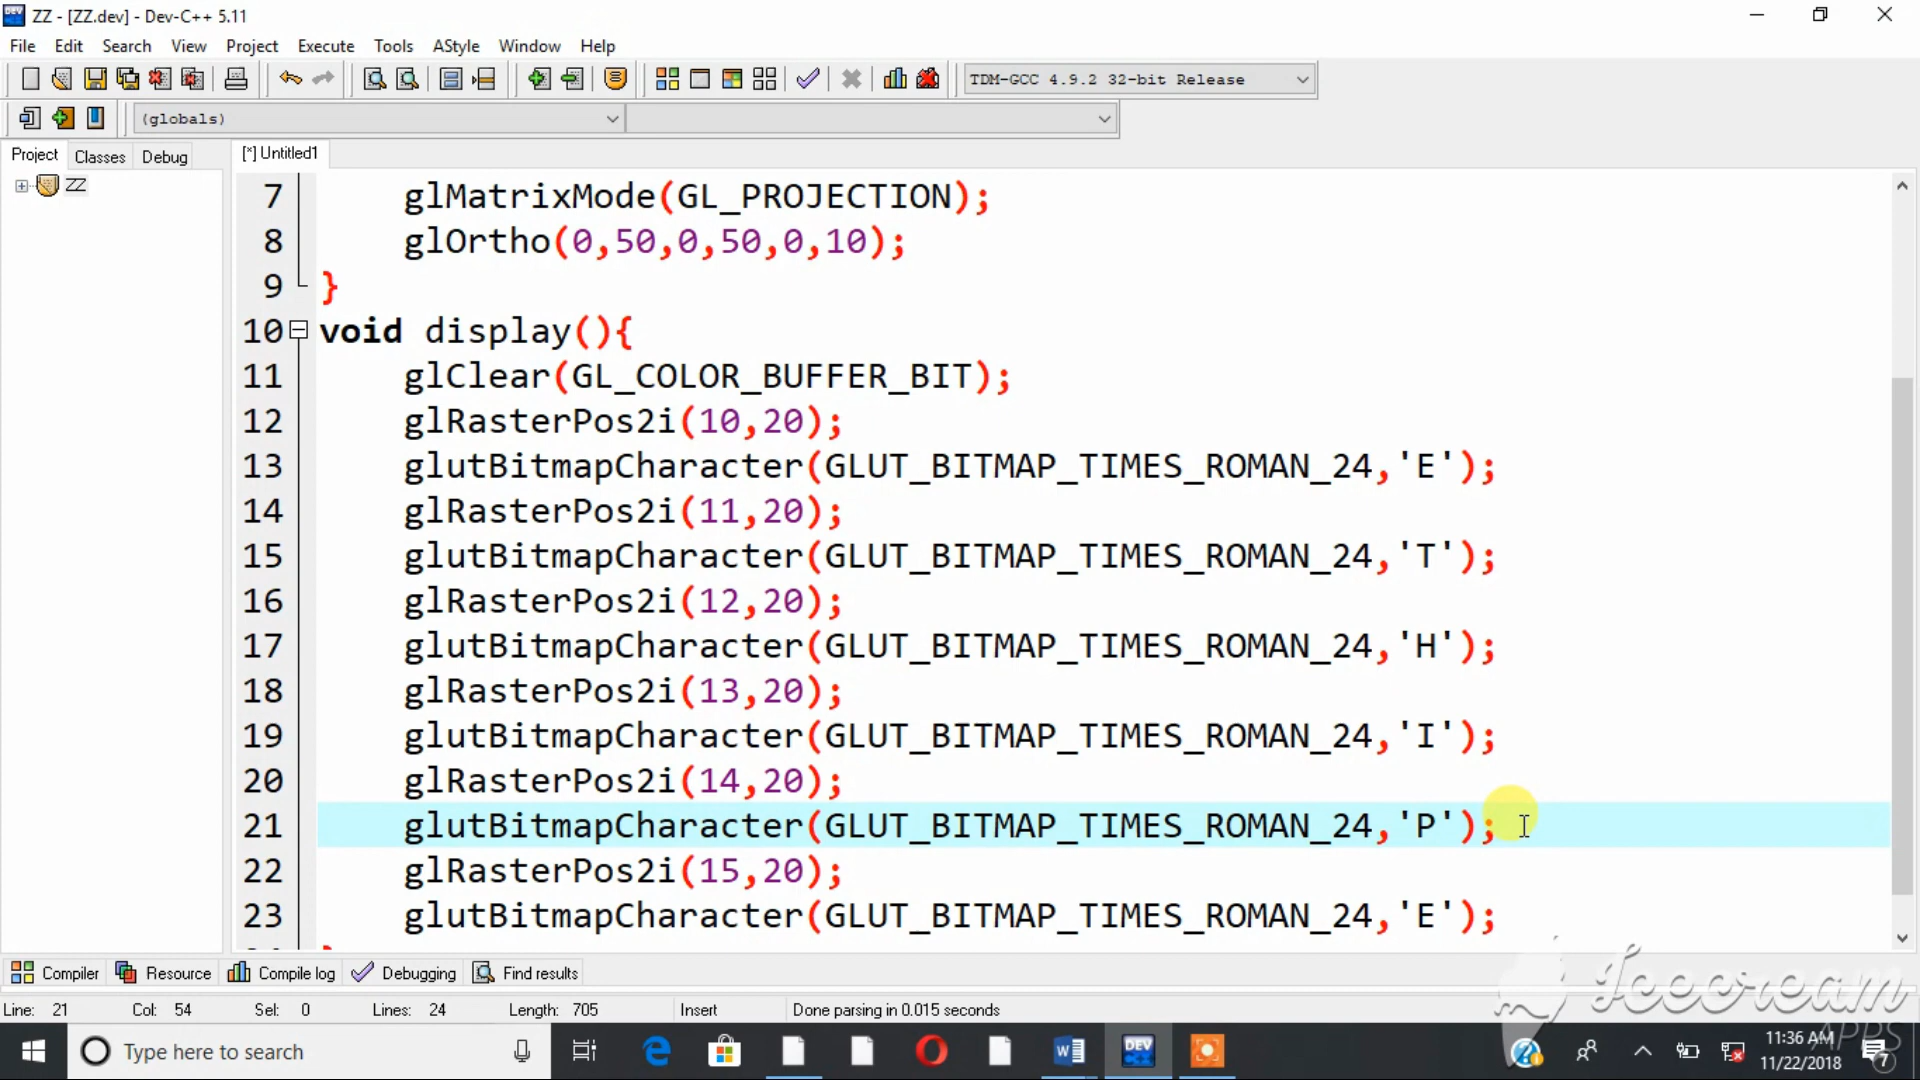 ZZ - [ZZ.dev] - Dev-C++ 5.11
File Edit Search View Project Execute Tools AStyle Window Help
TDM-GCC 4.9.2 32-bit Release
(globals)
Project Classes Debug [*] Untitled1
ZZ
7 glMatrixMode(GL_PROJECTION);
8 glOrtho(0,50,0,50,0,10);
9 }
10 void display(){
11 glClear(GL_COLOR_BUFFER_BIT);
12 glRasterPos2i(10,20);
13 glutBitmapCharacter(GLUT_BITMAP_TIMES_ROMAN_24,'E');
14 glRasterPos2i(11,20);
15 glutBitmapCharacter(GLUT_BITMAP_TIMES_ROMAN_24,'T');
16 glRasterPos2i(12,20);
17 glutBitmapCharacter(GLUT_BITMAP_TIMES_ROMAN_24,'H');
18 glRasterPos2i(13,20);
19 glutBitmapCharacter(GLUT_BITMAP_TIMES_ROMAN_24,'I');
20 glRasterPos2i(14,20);
21 glutBitmapCharacter(GLUT_BITMAP_TIMES_ROMAN_24,'P');
22 glRasterPos2i(15,20);
23 glutBitmapCharacter(GLUT_BITMAP_TIMES_ROMAN_24,'E');
Compiler Resource Compile log Debugging Find results
Line: 21 Col: 54 Sel: 0 Lines: 24 Length: 705 Insert Done parsing in 0.015 seconds
Icecream
APPS
Type here to search
DEV
11:36 AM
11/22/2018
7